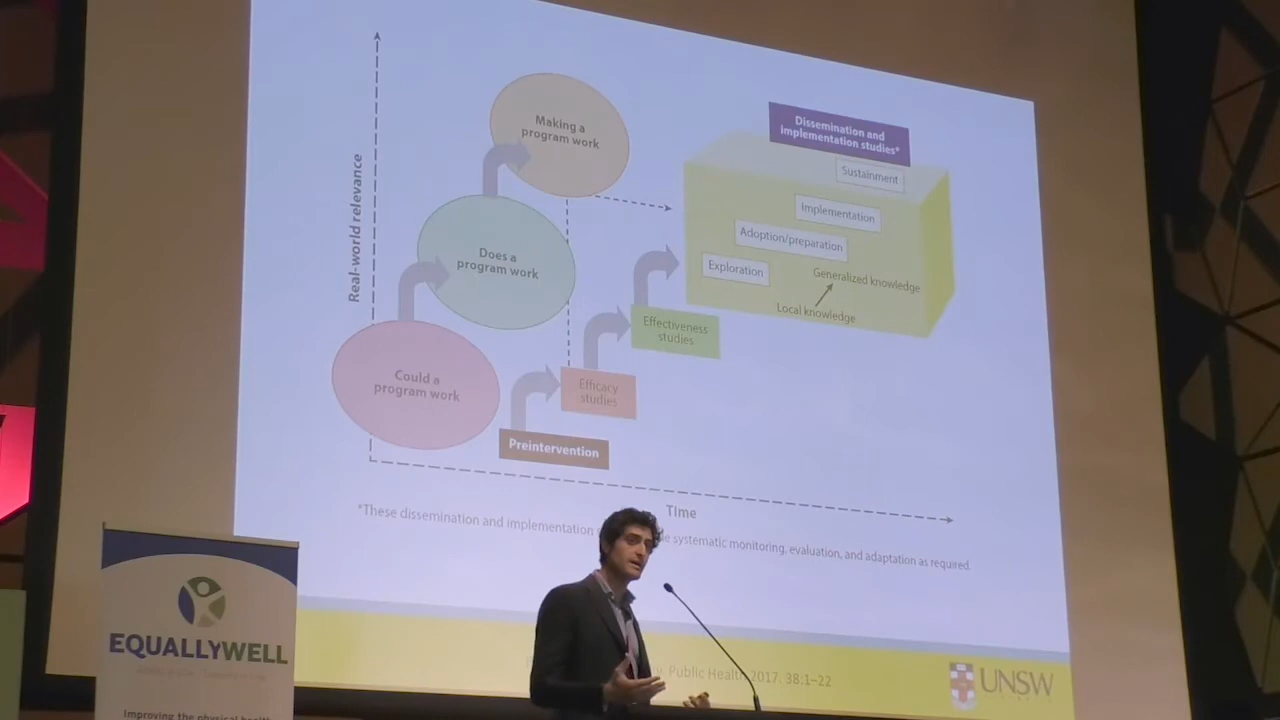 Making a
program work
Dissemination and
implementation studies*
Sustainment
Implementation
Adoption/preparation
Exploration
Generalized knowledge
Local knowledge
Real-world relevance
Does a
program work
Effectiveness
studies
Could a
program work
Efficacy
studies
Preintervention
Time
*These dissemination and implementation systematic monitoring, evaluation, and adaptation as required.
Public Health 2017. 38:1–22
UNSW
EQUALLYWELL
Improving the physical health